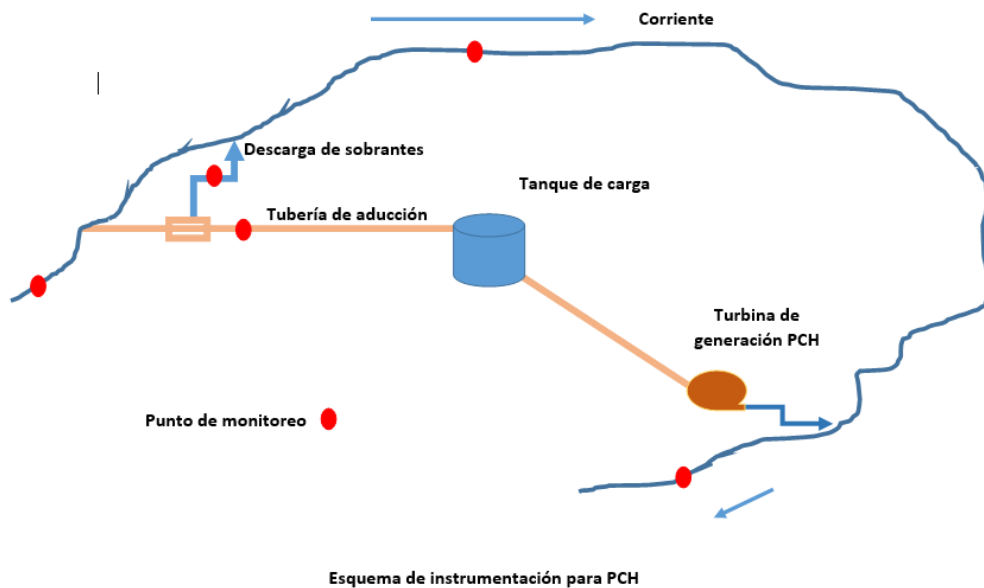 Corriente
Descarga de sobrantes
Tanque de carga
Tubería de aducción
Turbina de
generación PCH
Punto de monitoreo
Esquema de instrumentación para PCH